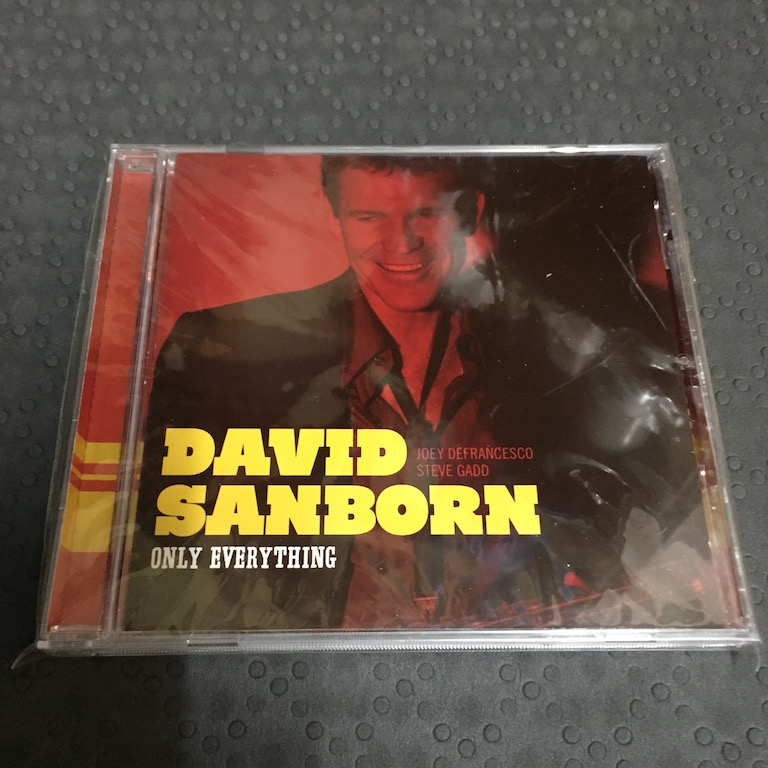 DAVID
JOEY DEFRANCESCO
STEVE GADD
SANBORN
ONLY EVERYTHING